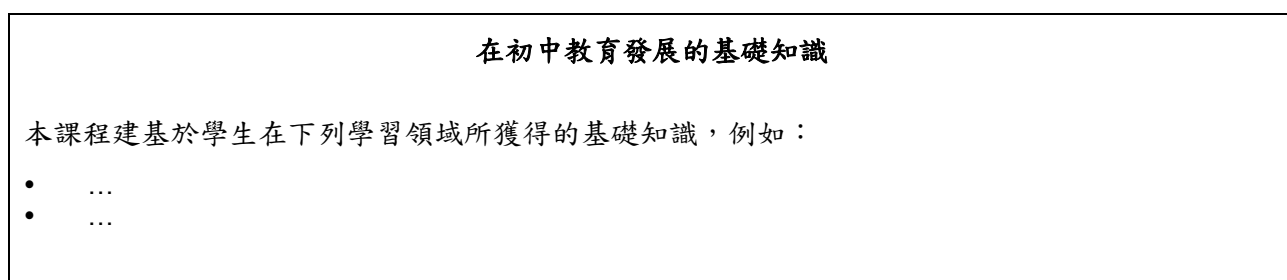 在初中教育發展的基礎知識
本課程建基於學生在下列學習領域所獲得的基礎知識，例如：
• …
• …